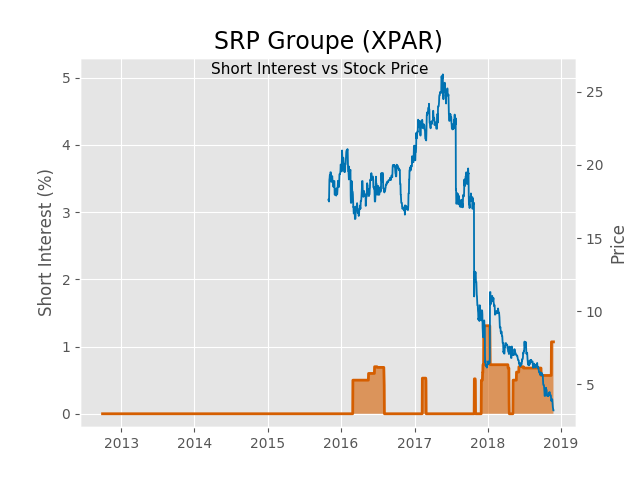 SRP Groupe (XPAR)
Short Interest vs Stock Price
Short Interest (%)
5
4
3
2
1
0
25
20
15
10
5
Price
2013 2014 2015 2016 2017 2018 2019